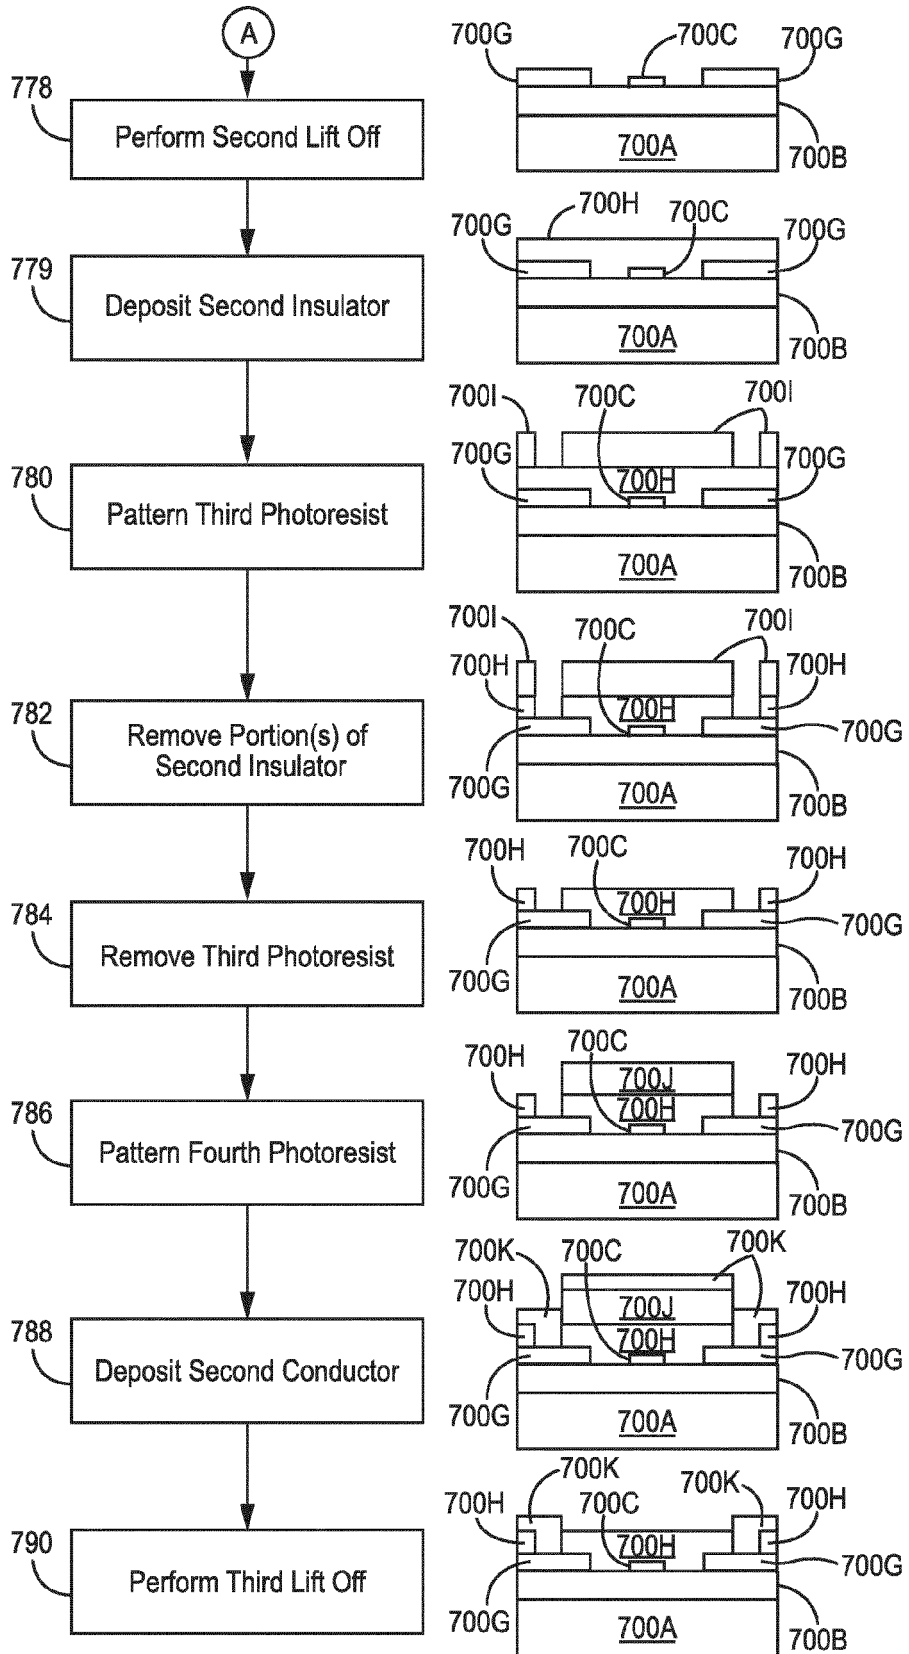 A
778
Perform Second Lift Off
700G
700C
700G
700A
700B
779
Deposit Second Insulator
700H
700G
700C
700G
700A
700B
780
Pattern Third Photoresist
700I
700C
700I
700G
700H
700G
700A
700B
782
Remove Portion(s) of
Second Insulator
700I
700C
700I
700H
700H
700H
700G
700G
700A
700B
784
Remove Third Photoresist
700H
700C
700H
700H
700G
700G
700A
700B
786
Pattern Fourth Photoresist
700H
700C
700J
700H
700H
700G
700G
700A
700B
788
Deposit Second Conductor
700K
700C
700K
700H
700J
700H
700H
700G
700G
700A
700B
790
Perform Third Lift Off
700K
700K
700H
700C
700H
700H
700G
700G
700A
700B